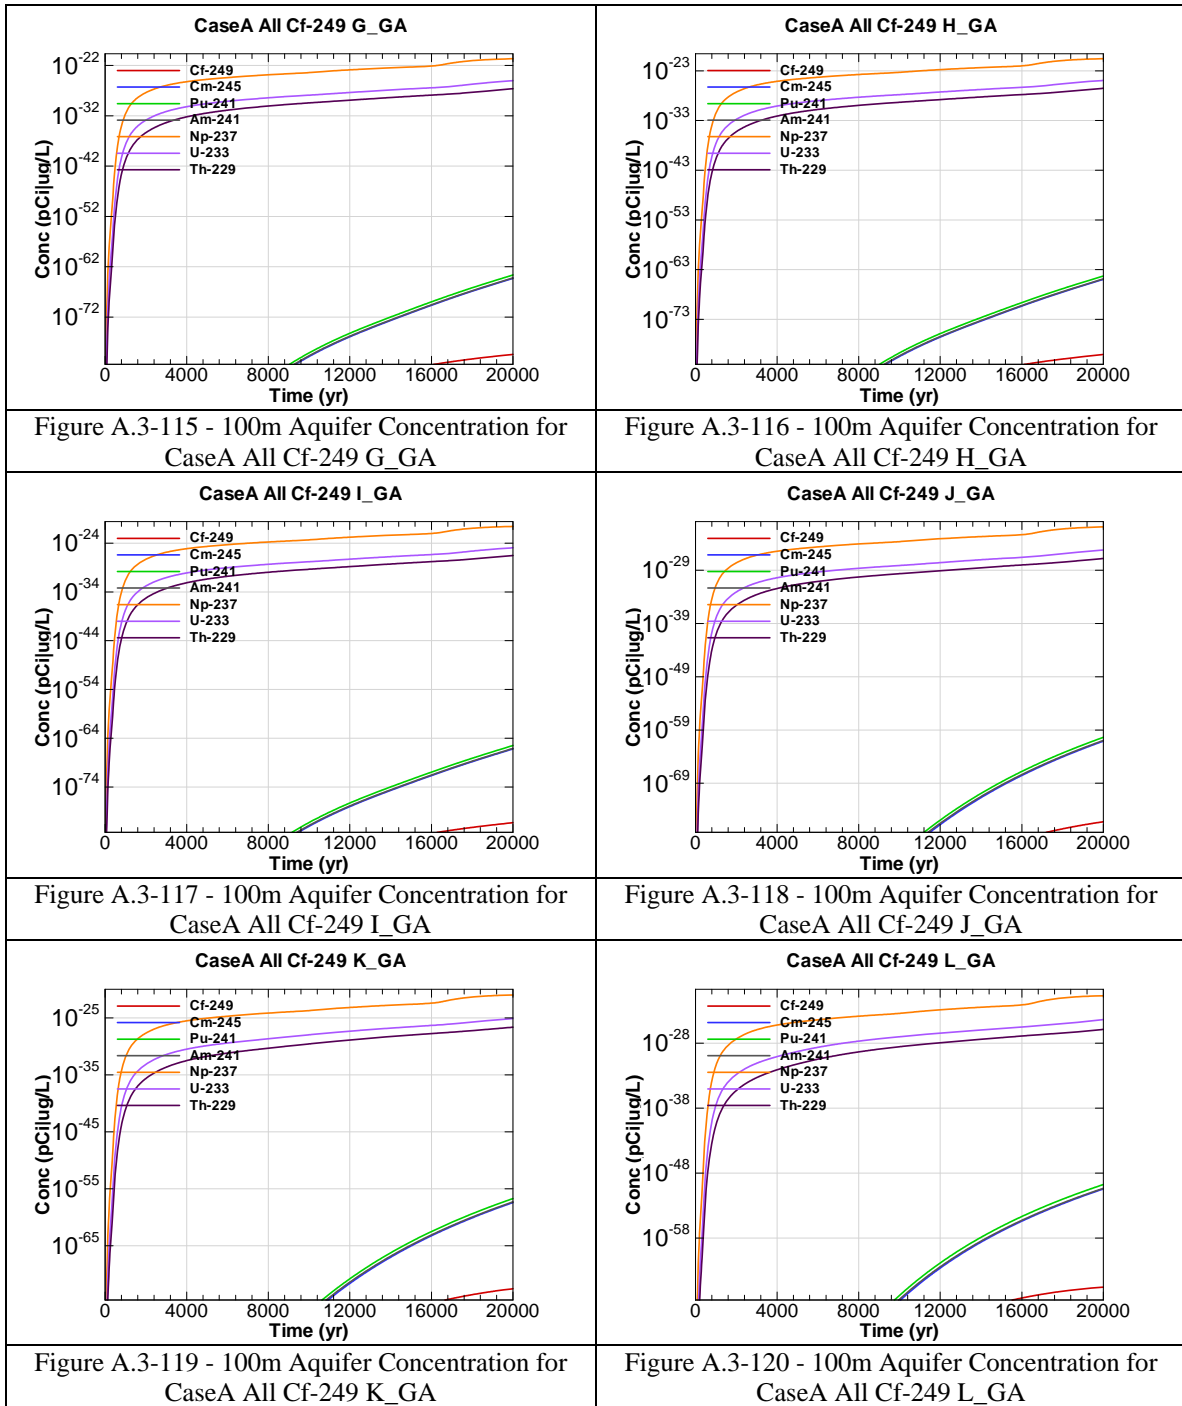 CaseA All Cf-249 G_GA
Conc (pCi|ug/L)
10-22
10-32
10-42
10-52
10-62
10-72
Cf-249
Cm-245
Pu-241
Am-241
Np-237
U-233
Th-229
0 4000 8000 12000 16000 20000
Time (yr)
Figure A.3-115 - 100m Aquifer Concentration for
CaseA All Cf-249 G_GA
CaseA All Cf-249 H_GA
Conc (pCi|ug/L)
10-23
10-33
10-43
10-53
10-63
10-73
Cf-249
Cm-245
Pu-241
Am-241
Np-237
U-233
Th-229
0 4000 8000 12000 16000 20000
Time (yr)
Figure A.3-116 - 100m Aquifer Concentration for
CaseA All Cf-249 H_GA
CaseA All Cf-249 I_GA
Conc (pCi|ug/L)
10-24
10-34
10-44
10-54
10-64
10-74
Cf-249
Cm-245
Pu-241
Am-241
Np-237
U-233
Th-229
0 4000 8000 12000 16000 20000
Time (yr)
Figure A.3-117 - 100m Aquifer Concentration for
CaseA All Cf-249 I_GA
CaseA All Cf-249 J_GA
Conc (pCi|ug/L)
10-29
10-39
10-49
10-59
10-69
Cf-249
Cm-245
Pu-241
Am-241
Np-237
U-233
Th-229
0 4000 8000 12000 16000 20000
Time (yr)
Figure A.3-118 - 100m Aquifer Concentration for
CaseA All Cf-249 J_GA
CaseA All Cf-249 K_GA
Conc (pCi|ug/L)
10-25
10-35
10-45
10-55
10-65
Cf-249
Cm-245
Pu-241
Am-241
Np-237
U-233
Th-229
0 4000 8000 12000 16000 20000
Time (yr)
Figure A.3-119 - 100m Aquifer Concentration for
CaseA All Cf-249 K_GA
CaseA All Cf-249 L_GA
Conc (pCi|ug/L)
10-28
10-38
10-48
10-58
Cf-249
Cm-245
Pu-241
Am-241
Np-237
U-233
Th-229
0 4000 8000 12000 16000 20000
Time (yr)
Figure A.3-120 - 100m Aquifer Concentration for
CaseA All Cf-249 L_GA